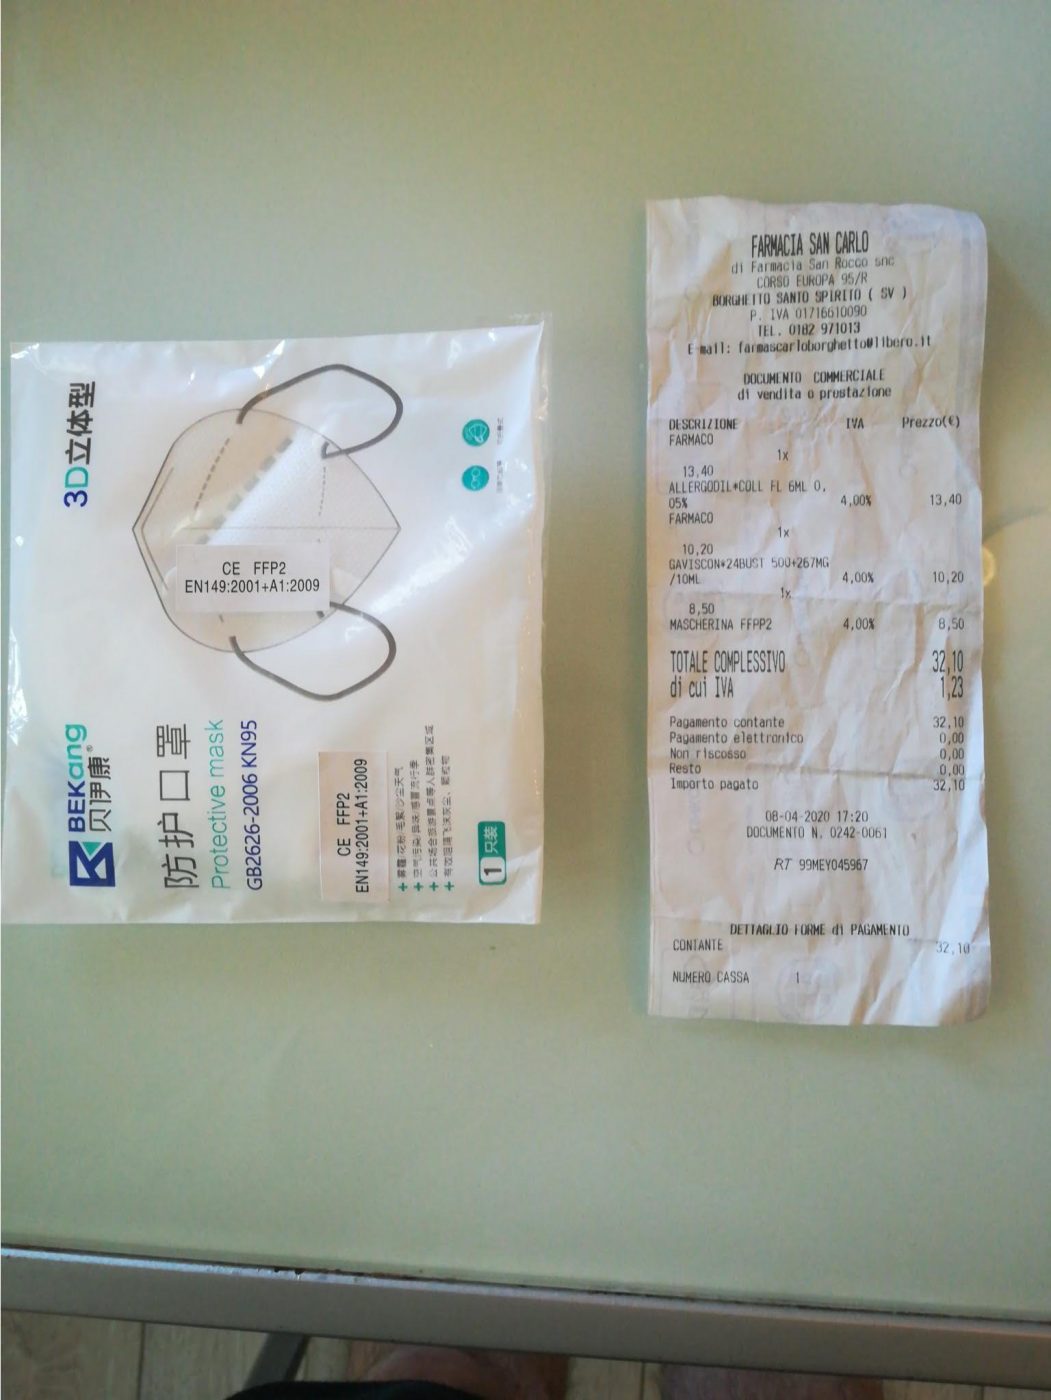 3D立体型
CE FFP2
EN149:2001+A1:2009
BEKang
贝伊康®
防护口罩
Protective mask
GB2626-2006 KN95
CE FFP2
EN149:2001+A1:2009
1只装
FARMACIA SAN CARLO
di Farmacia San Rocco snc
CORSO EUROPA 95/R
BORGHETTO SANTO SPIRITO ( SV )
P. IVA 01716610090
TEL. 0182 971013
E-mail: farmascarloborghetto@libero.it
DOCUMENTO COMMERCIALE
di vendita o prestazione
DESCRIZIONE IVA Prezzo(€)
FARMACO
1x
13,40
ALLERGODIL*COLL FL 6ML 0,
05% 4,00% 13,40
FARMACO
1x
10,20
GAVISCON*24BUST 500+267MG
/10ML 4,00% 10,20
1x
8,50
MASCHERINA FFPP2 4,00% 8,50
TOTALE COMPLESSIVO 32,10
di cui IVA 1,23
Pagamento contante 32,10
Pagamento elettronico 0,00
Non riscosso 0,00
Resto 0,00
Importo pagato 32,10
08-04-2020 17:20
DOCUMENTO N. 0242-0061
RT 99MEY045967
DETTAGLIO FORME di PAGAMENTO
CONTANTE 32,10
NUMERO CASSA 1